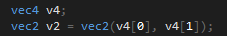 vec4 v4;
vec2 v2 = vec2(v4[0], v4[1]);